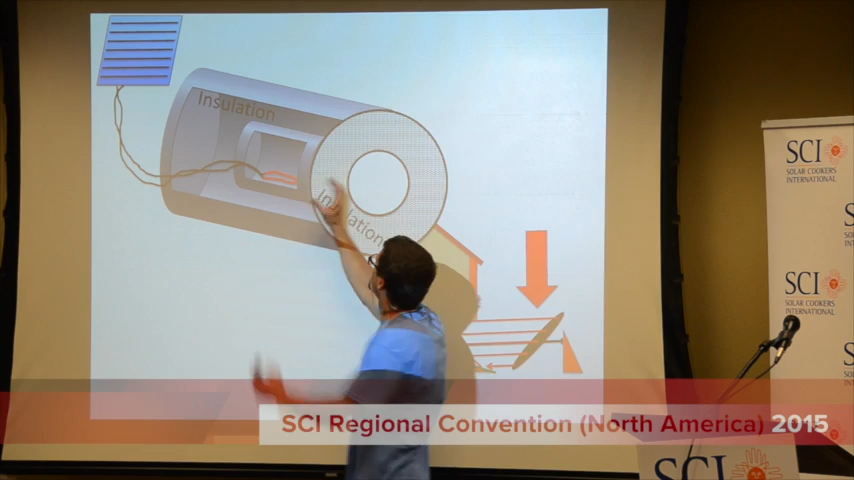 Insulation
Insulation
SCI
SOLAR COOKERS
INTERNATIONAL
SCI
SOLAR COOKERS
INTERNATIONAL
SCI Regional Convention (North America) 2015
SCI